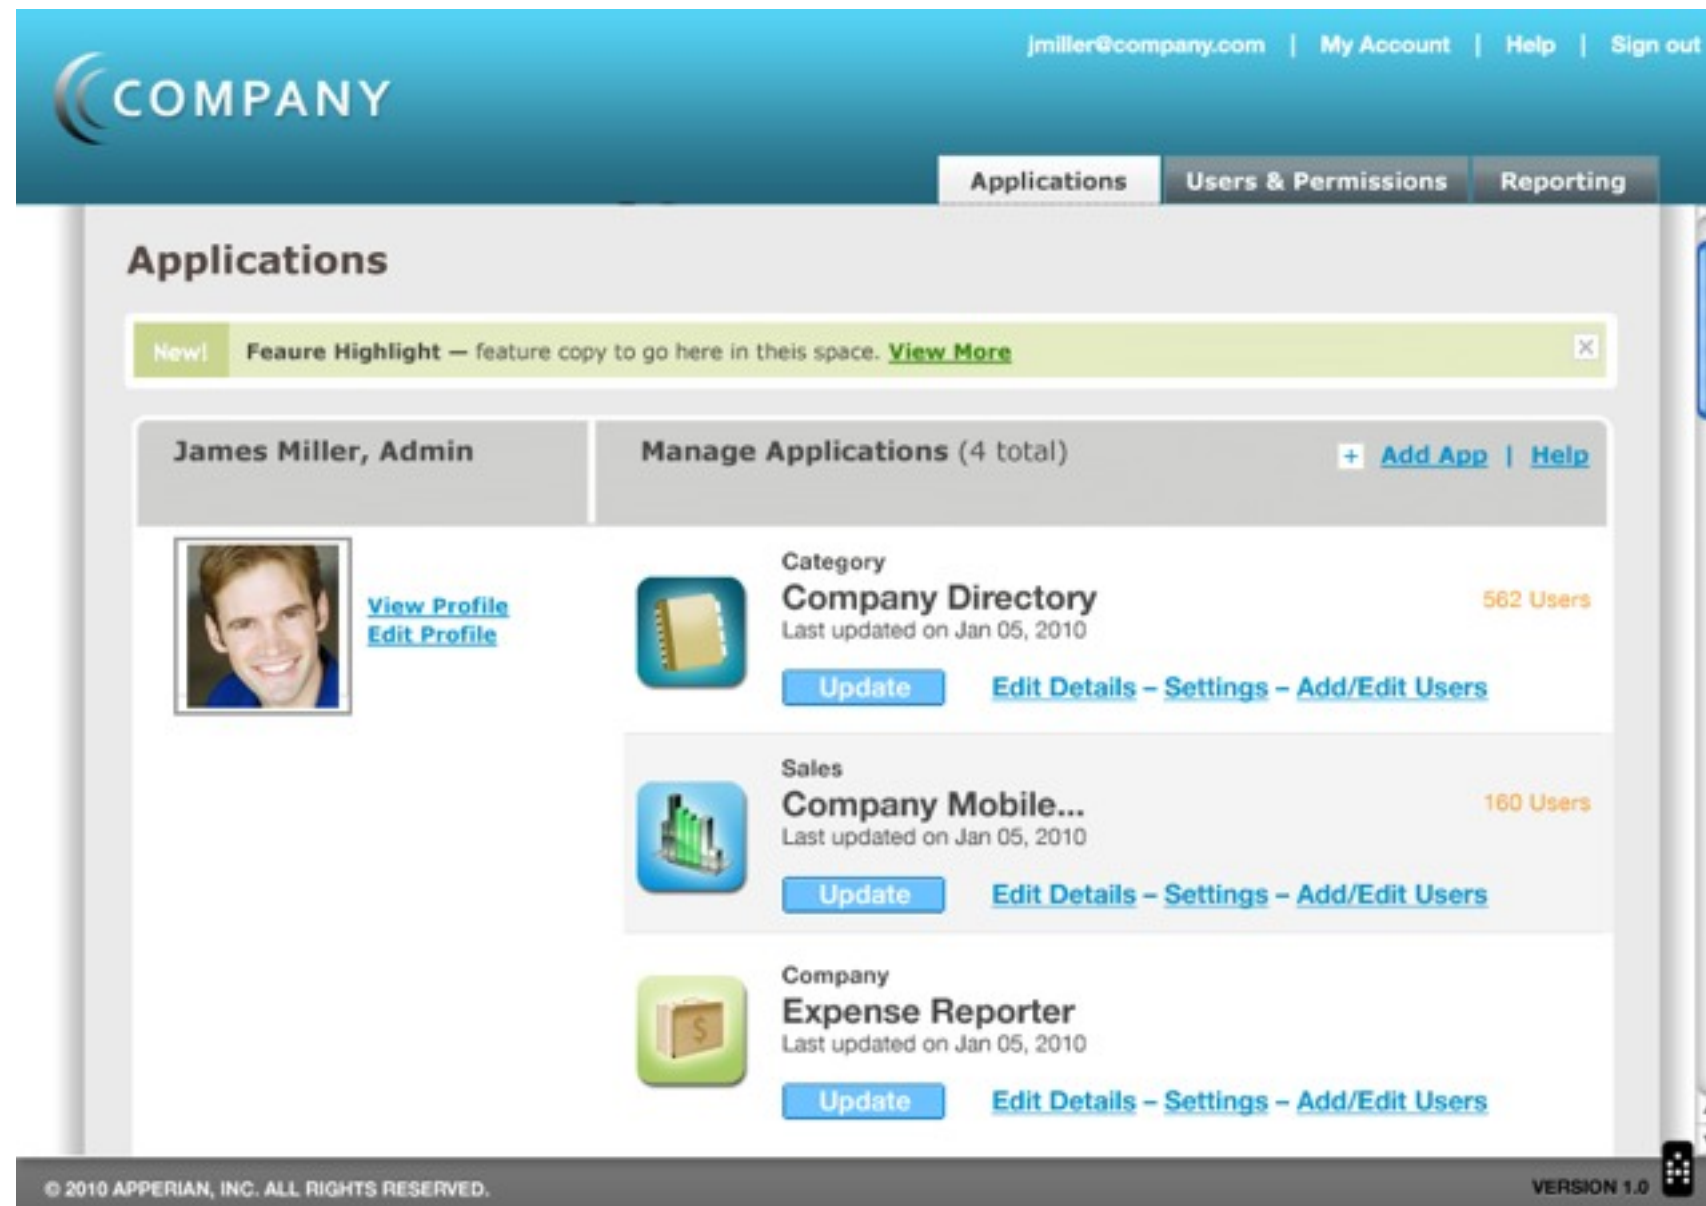 jmiller@company.com | My Account | Help | Sign out
COMPANY
Applications Users & Permissions Reporting
Applications
New! Feaure Highlight — feature copy to go here in theis space. View More
James Miller, Admin
Manage Applications (4 total)
+ Add App | Help
View Profile
Edit Profile
Category
Company Directory
562 Users
Last updated on Jan 05, 2010
Update Edit Details – Settings – Add/Edit Users
Sales
Company Mobile...
160 Users
Last updated on Jan 05, 2010
Update Edit Details – Settings – Add/Edit Users
Company
Expense Reporter
Last updated on Jan 05, 2010
Update Edit Details – Settings – Add/Edit Users
© 2010 APPERIAN, INC. ALL RIGHTS RESERVED.
VERSION 1.0